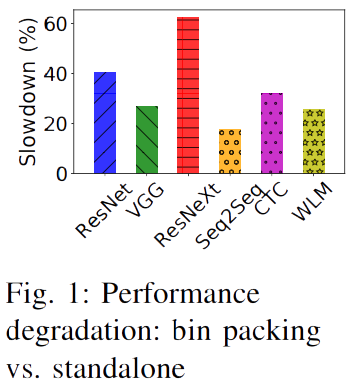 Slowdown (%)
60
40
20
0
ResNet
VGG
ResNeXt
Seq2Seq
CTC
WLM
Fig. 1: Performance
degradation: bin packing
vs. standalone